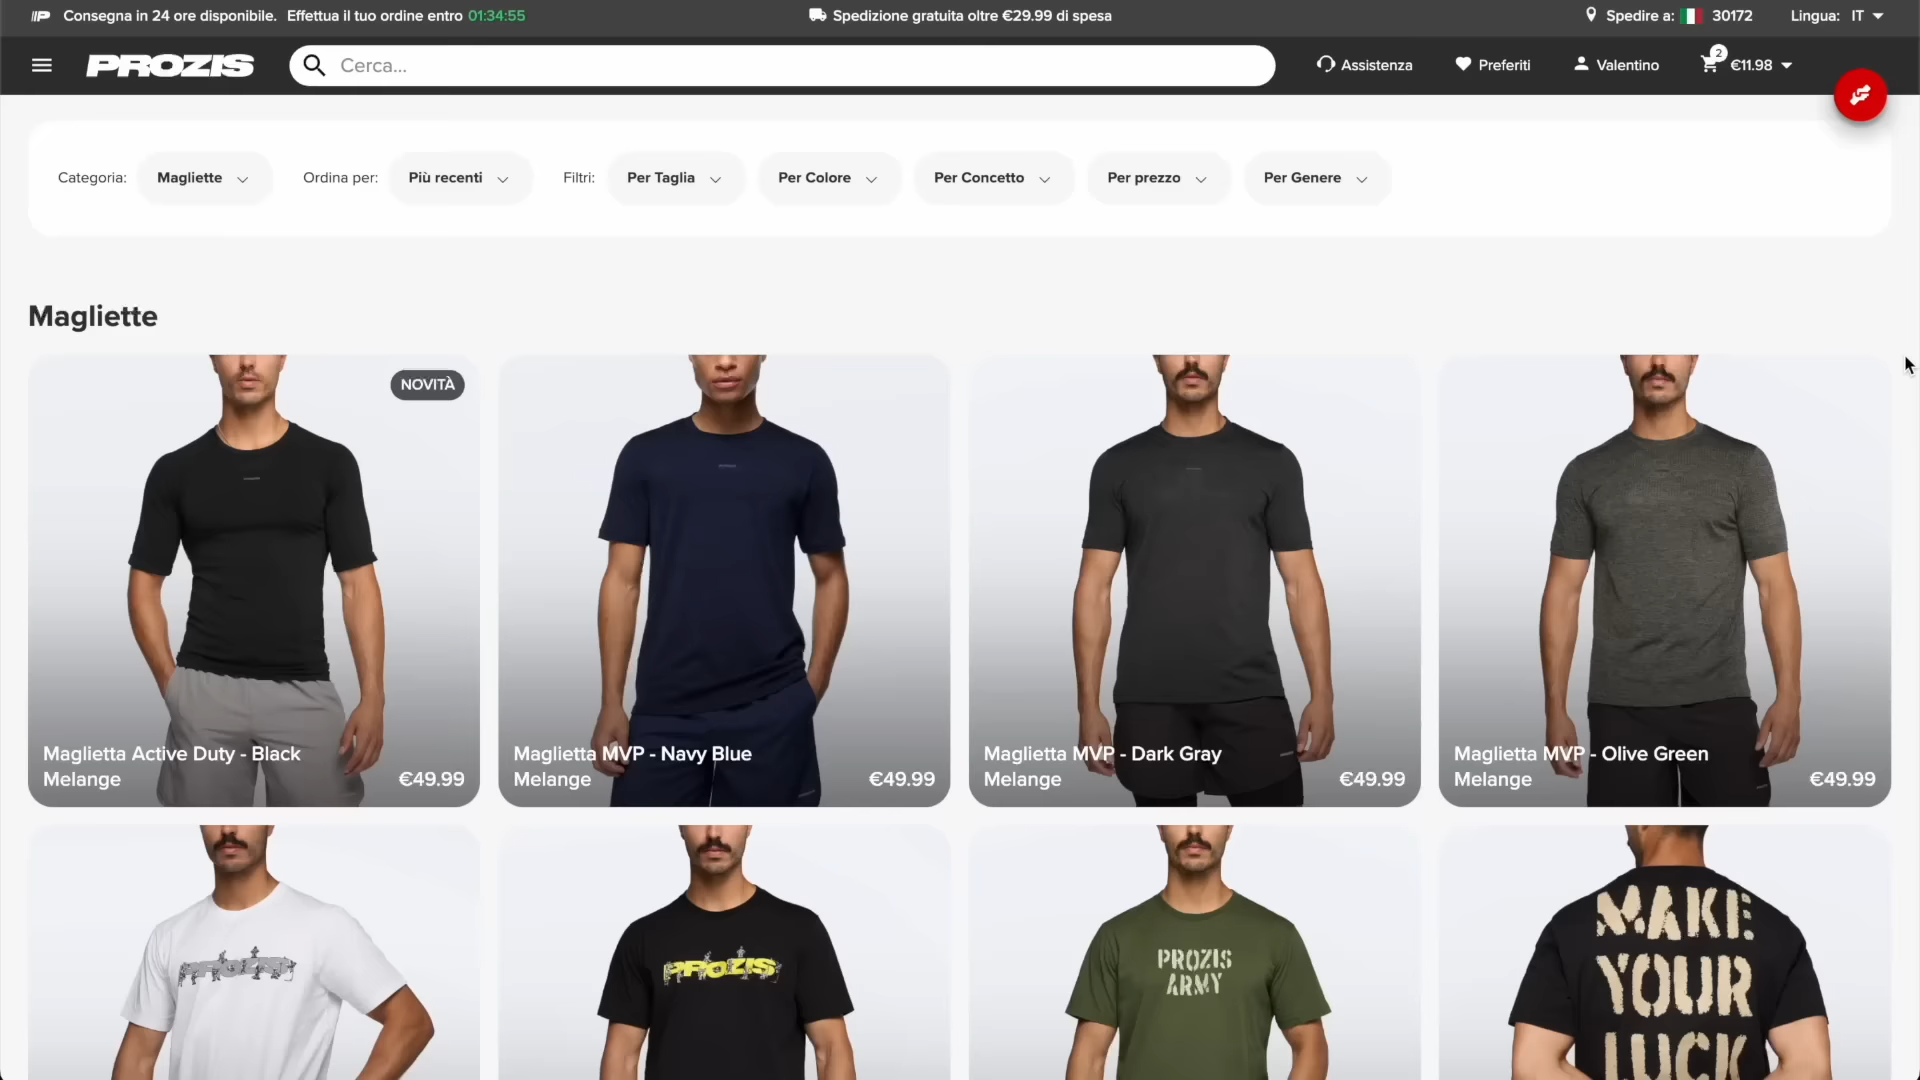 Consegna in 24 ore disponibile. Effettua il tuo ordine entro 01:34:55
Spedizione gratuita oltre €29.99 di spesa
Spedire a: 30172
Lingua: IT
PROZIS
Cerca...
Assistenza
Preferiti
Valentino
2
€11.98
Categoria: Magliette
Ordina per: Più recenti
Filtri: Per Taglia
Per Colore
Per Concetto
Per prezzo
Per Genere
Magliette
NOVITÀ
Maglietta Active Duty - Black
Melange
€49.99
Maglietta MVP - Navy Blue
Melange
€49.99
Maglietta MVP - Dark Gray
Melange
€49.99
Maglietta MVP - Olive Green
Melange
€49.99
PROZIS
PROZIS
PROZIS
ARMY
MAKE
YOUR
LUCK